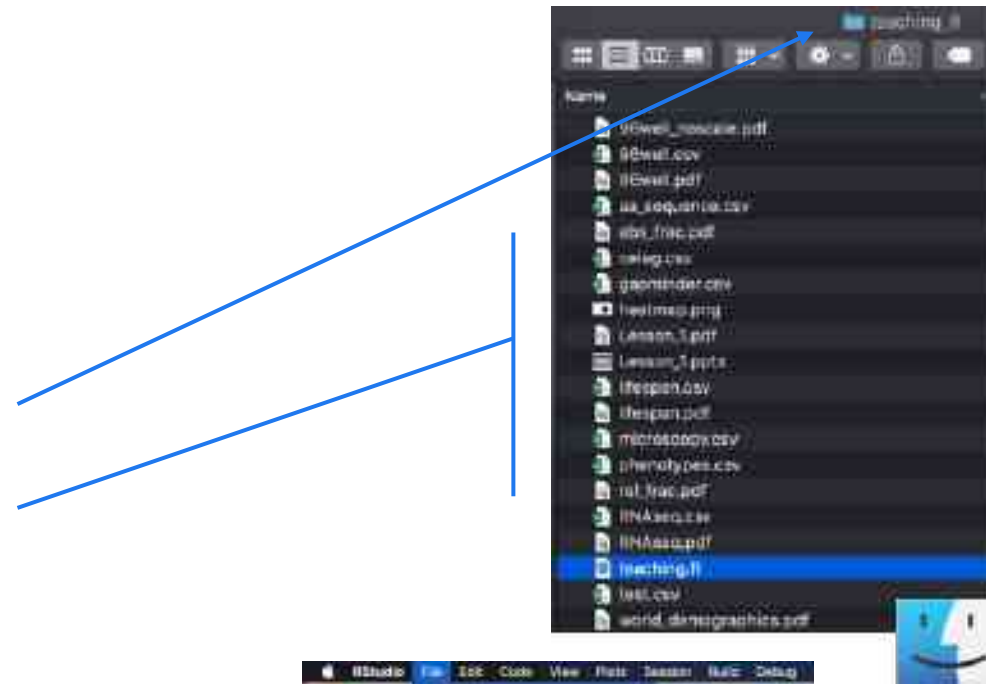 teaching_R
Name
96well_noscale.pdf
96well.csv
96well.pdf
aa_sequence.csv
abs_frac.pdf
celeg.csv
gapminder.csv
heatmap.png
Lesson_1.pdf
Lesson_1.pptx
lifespan.csv
lifespan.pdf
microscopy.csv
phenotypes.csv
rel_frac.pdf
RNAseq.csv
RNAseq.pdf
teaching.R
test.csv
world_demographics.pdf
RStudio File Edit Code View Plots Session Build Debug